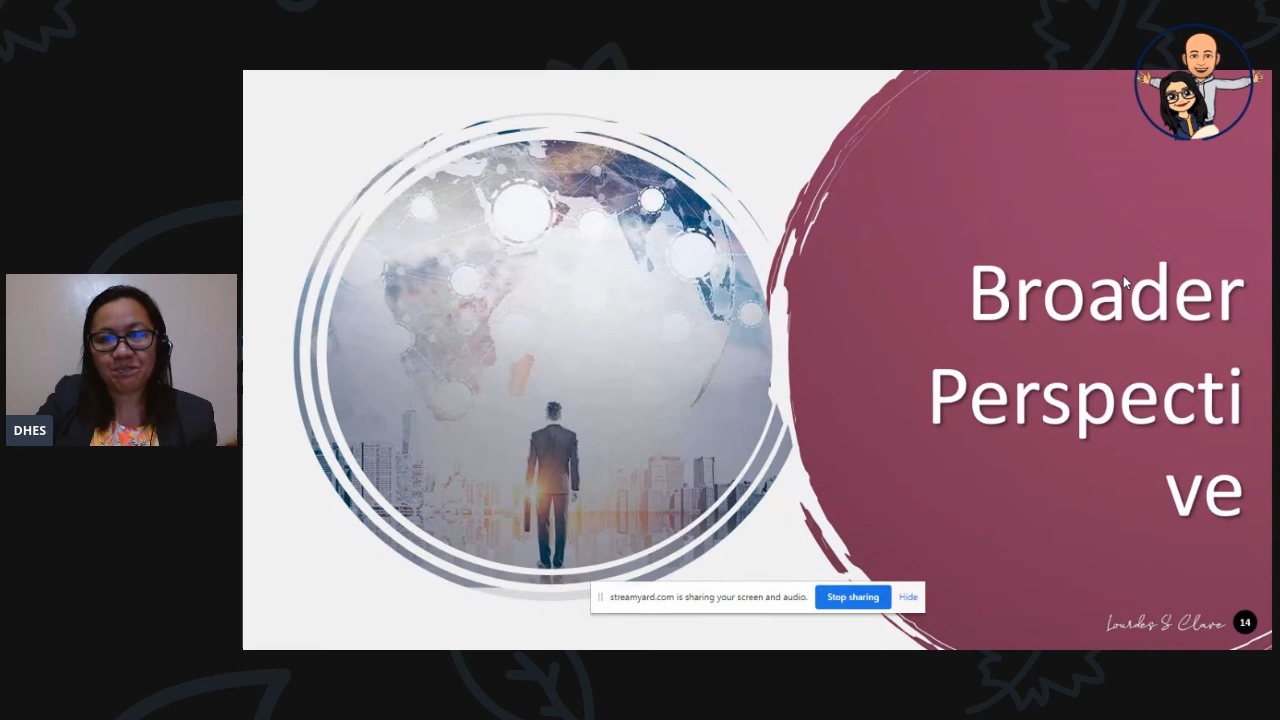 Broader
Perspecti
ve
DHES
streamyard.com is sharing your screen and audio.
Stop sharing
Hide
Lourdes S Clave
14